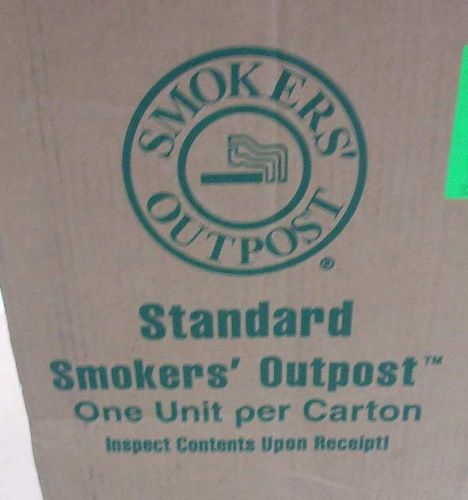 SMOKERS'
OUTPOST
®
Standard
Smokers' Outpost™
One Unit per Carton
Inspect Contents Upon Receipt!